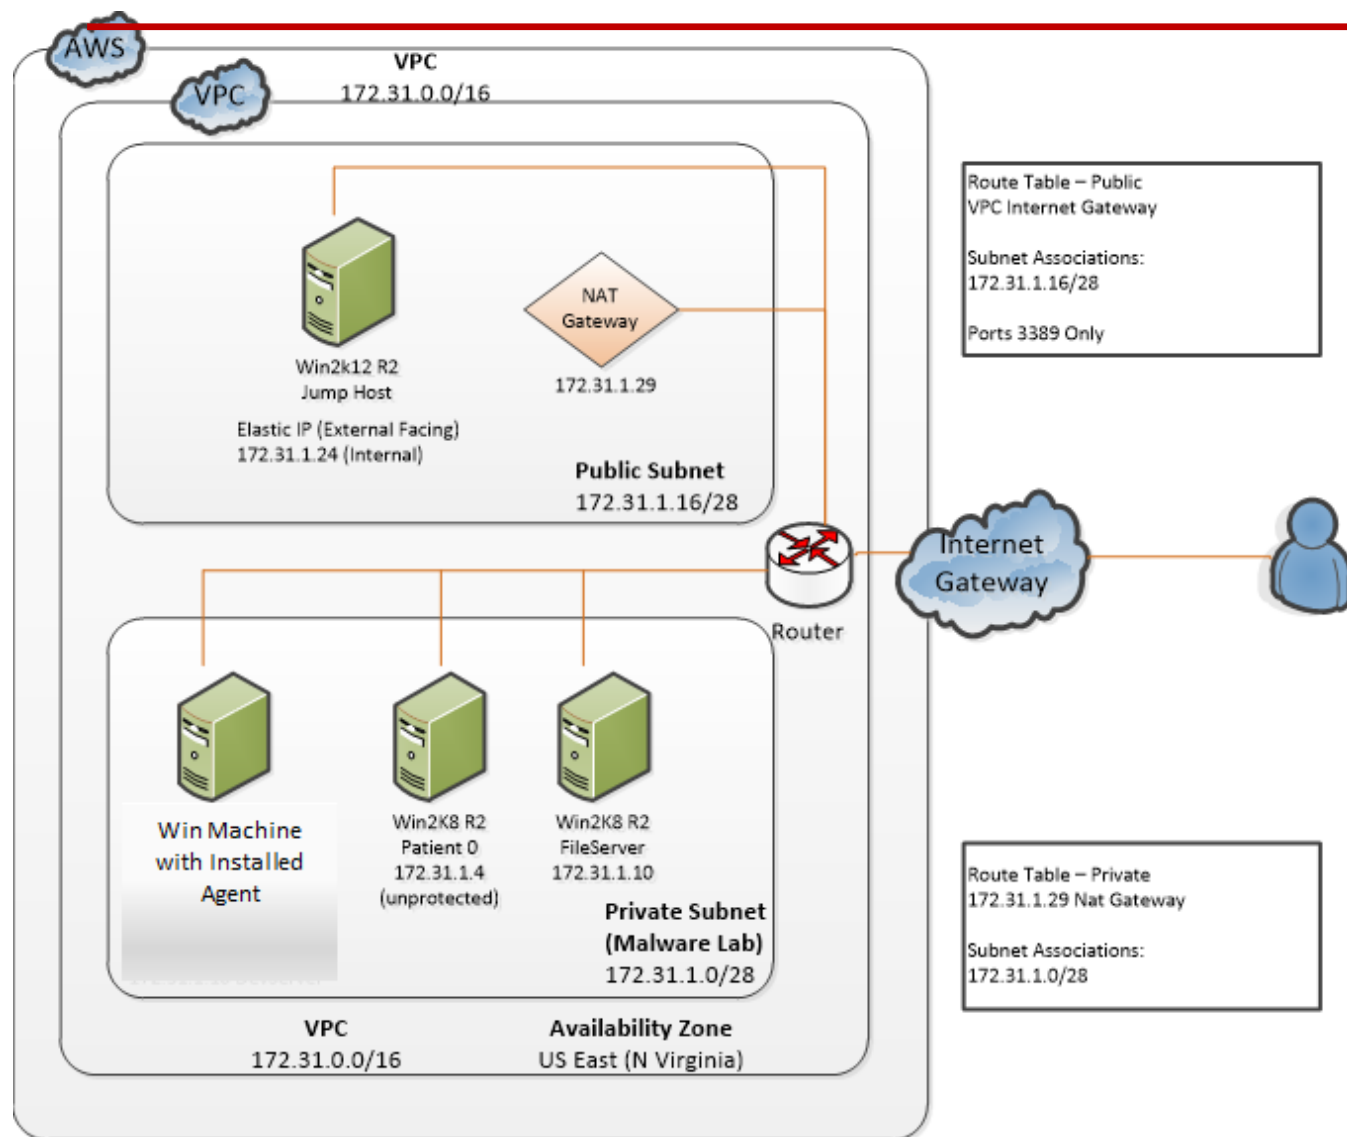 AWS
VPC
172.31.0.0/16
VPC
Route Table – Public
VPC Internet Gateway
Subnet Associations:
172.31.1.16/28
Ports 3389 Only
NAT
Gateway
172.31.1.29
Win2k12 R2
Jump Host
Elastic IP (External Facing)
172.31.1.24 (Internal)
Public Subnet
172.31.1.16/28
Internet
Gateway
Router
Win Machine
with Installed
Agent
Win2K8 R2
Patient 0
172.31.1.4
(unprotected)
Win2K8 R2
FileServer
172.31.1.10
Private Subnet
(Malware Lab)
172.31.1.0/28
Route Table – Private
172.31.1.29 Nat Gateway
Subnet Associations:
172.31.1.0/28
VPC
172.31.0.0/16
Availability Zone
US East (N Virginia)